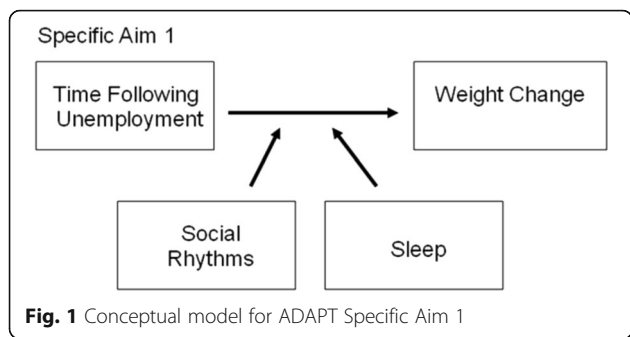 Specific Aim 1
Time Following
Unemployment
Weight Change
Social
Rhythms
Sleep
Fig. 1 Conceptual model for ADAPT Specific Aim 1